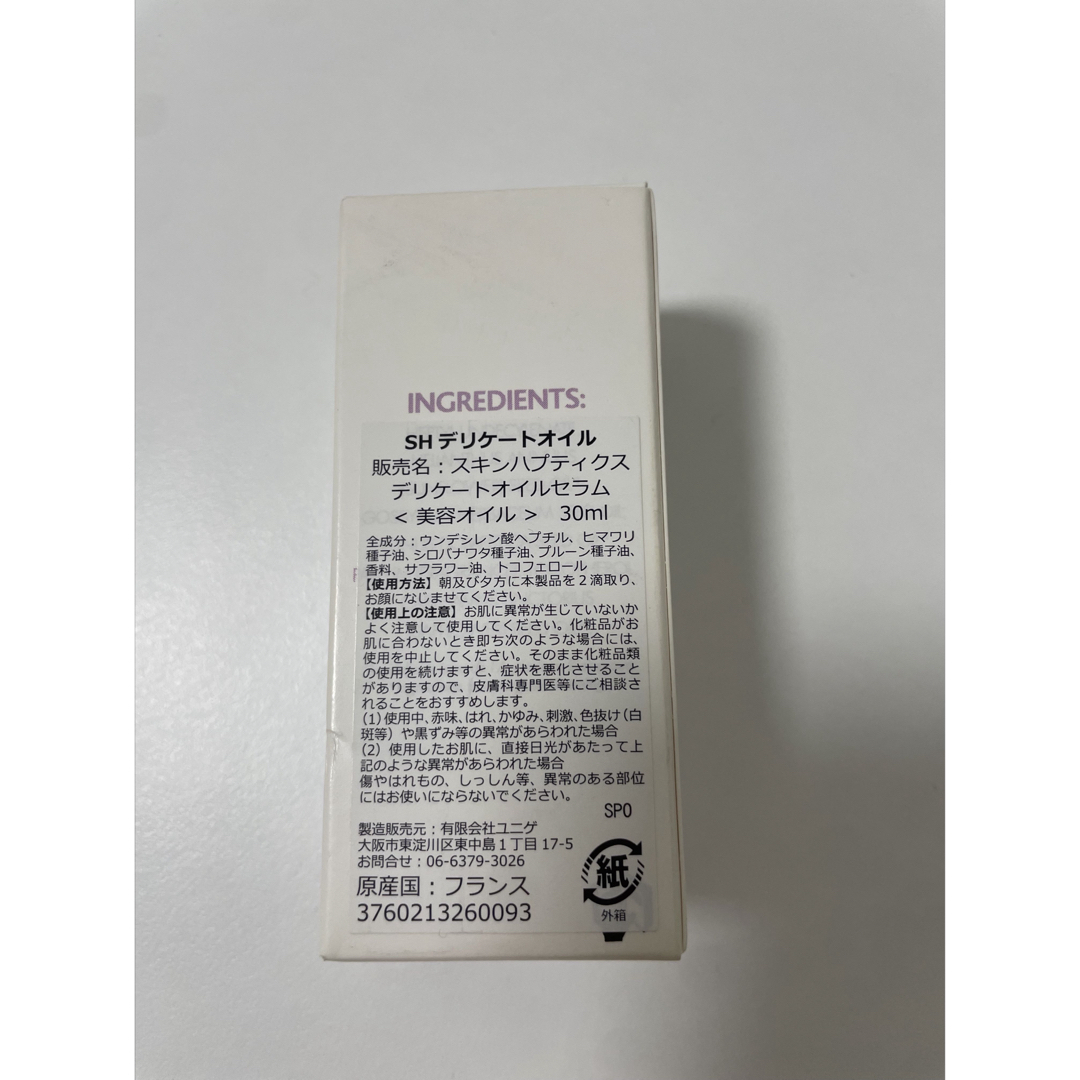 INGREDIENTS:
SHデリケートオイル
販売名：スキンハプティクス
デリケートオイルセラム
＜美容オイル＞ 30ml
全成分：ウンデシレン酸ヘプチル、ヒマワリ
種子油、シロバナワタ種子油、プルーン種子油、
香料、サフラワー油、トコフェロール
【使用方法】朝及び夕方に本製品を２滴取り、
お顔になじませてください。
【使用上の注意】お肌に異常が生じていないか
よく注意して使用してください。化粧品がお
肌に合わないとき即ち次のような場合には、
使用を中止してください。そのまま化粧品類
の使用を続けますと、症状を悪化させること
がありますので、皮膚科専門医等にご相談さ
れることをおすすめします。
(1)使用中、赤味、はれ、かゆみ、刺激、色抜け（白
斑等）や黒ずみ等の異常があらわれた場合
(2) 使用したお肌に、直接日光があたって上
記のような異常があらわれた場合
傷やはれもの、しっしん等、異常のある部位
にはお使いにならないでください。
SPO
製造販売元：有限会社ユニゲ
大阪市東淀川区東中島１丁目17-5
お問合せ：06-6379-3026
原産国：フランス
3760213260093
紙
外箱